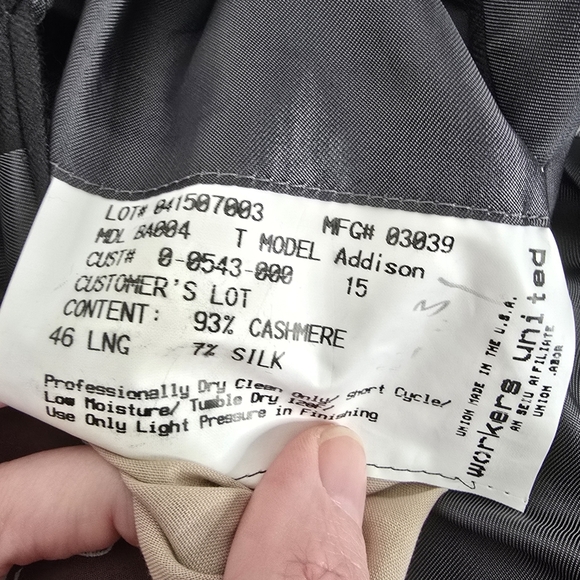 LOT# 041507003 MFG# 03039
MDL BA004 T MODEL Addison
CUST# 0-0543-000 15
CUSTOMER'S LOT
CONTENT: 93% CASHMERE
46 LNG 7% SILK
Professionally Dry Clean Only/ Short Cycle/
Low Moisture/ Tumble Dry
Use Only Light Pressure in Finishing
UNION MADE IN THE U.S.A.
workers united
AN SEIU AFFILIATE
UNION LABOR